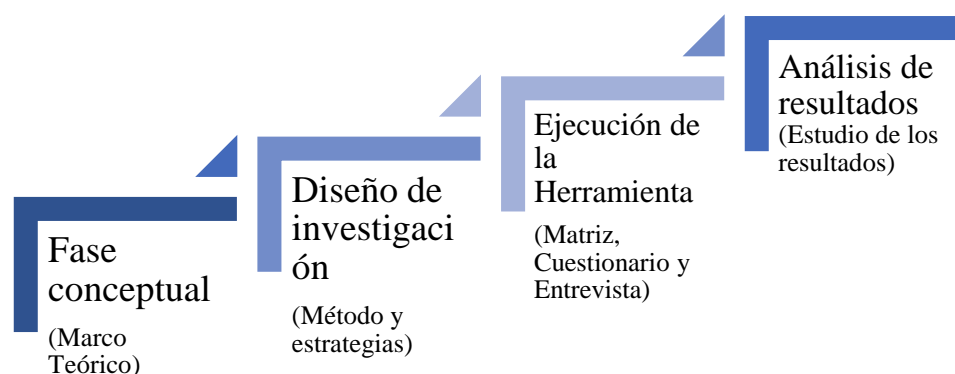 Fase
conceptual
(Marco
Teórico)
Diseño de
investigaci
ón
(Método y
estrategias)
Ejecución de
la
Herramienta
(Matriz,
Cuestionario y
Entrevista)
Análisis de
resultados
(Estudio de los
resultados)